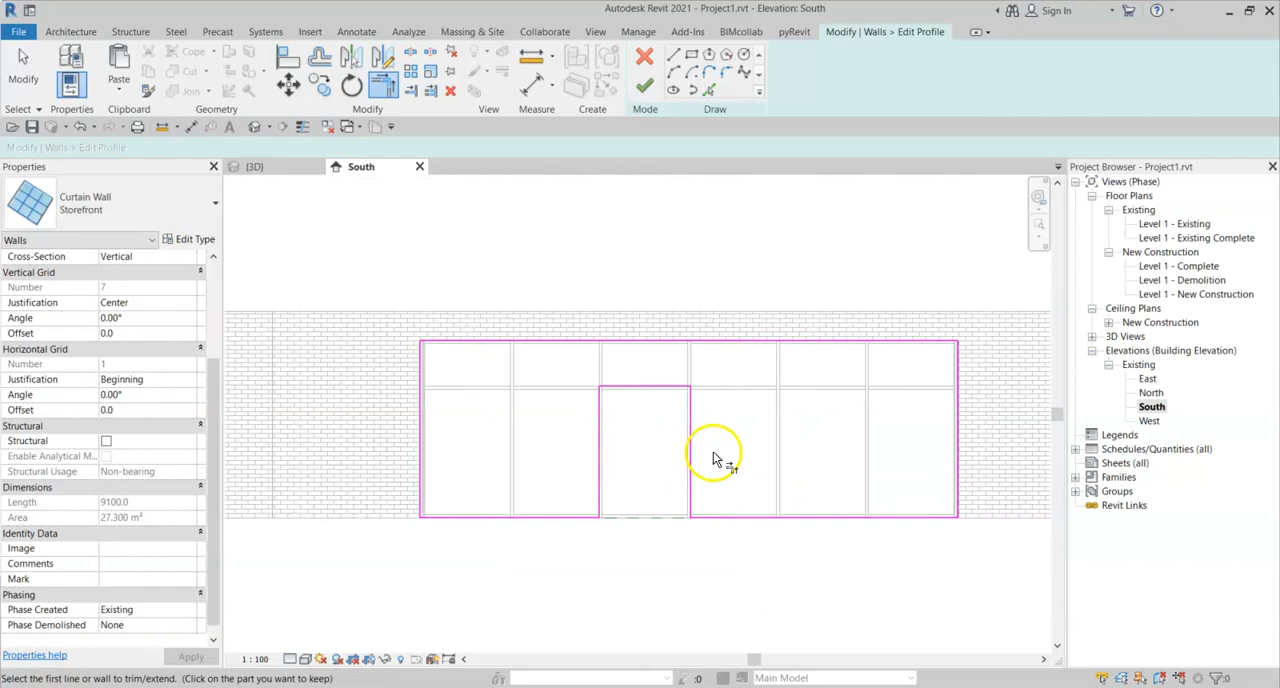 Autodesk Revit 2021 - Project1.rvt - Elevation: South
Sign In
File Architecture Structure Steel Precast Systems Insert Annotate Analyze Massing & Site Collaborate View Manage Add-Ins BIMcollab pyRevit Modify | Walls > Edit Profile
Modify
Paste
Cope
Cut
Join
Select Properties Clipboard Geometry Modify View Measure Create Mode Draw
Modify | Walls > Edit Profile
Properties
{3D}
South
Curtain Wall
Storefront
Walls
Edit Type
Cross-Section Vertical
Vertical Grid
Number 7
Justification Center
Angle 0.00°
Offset 0.0
Horizontal Grid
Number 1
Justification Beginning
Angle 0.00°
Offset 0.0
Structural
Structural
Enable Analytical M...
Structural Usage Non-bearing
Dimensions
Length 9100.0
Area 27.300 m²
Identity Data
Image
Comments
Mark
Phasing
Phase Created Existing
Phase Demolished None
Properties help
Apply
Project Browser - Project1.rvt
Views (Phase)
Floor Plans
Existing
Level 1 - Existing
Level 1 - Existing Complete
New Construction
Level 1 - Complete
Level 1 - Demolition
Level 1 - New Construction
Ceiling Plans
New Construction
3D Views
Elevations (Building Elevation)
Existing
East
North
South
West
Legends
Schedules/Quantities (all)
Sheets (all)
Families
Groups
Revit Links
1 : 100
Select the first line or wall to trim/extend. (Click on the part you want to keep)
:0
Main Model
:0